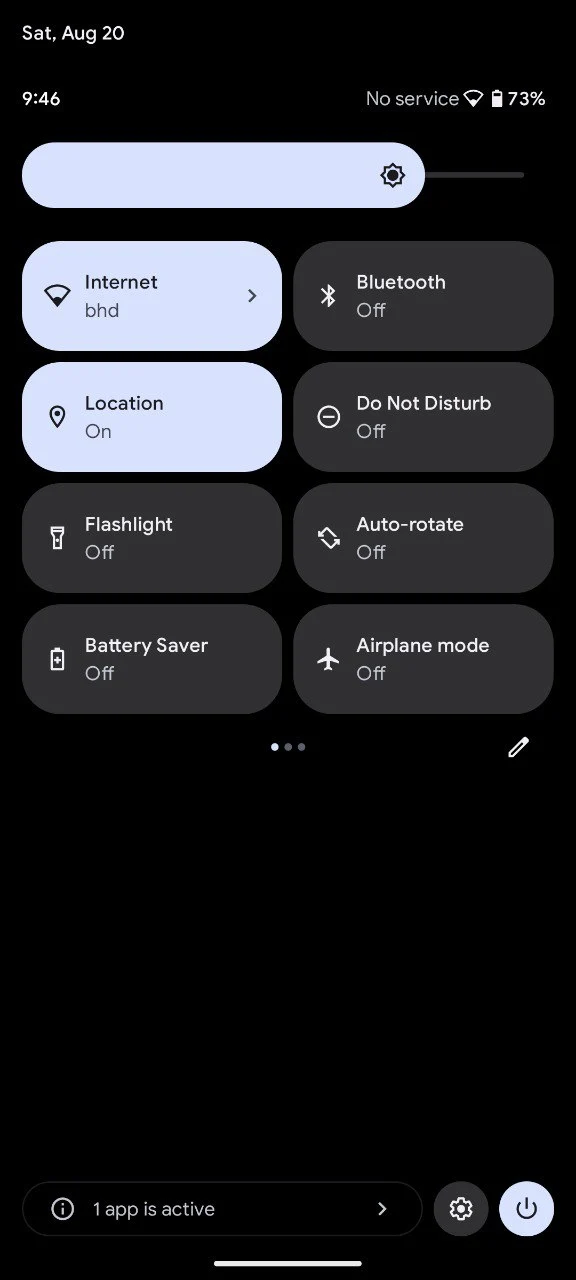 Sat, Aug 20
9:46 No service 73%
Internet
bhd
Bluetooth
Off
Location
On
Do Not Disturb
Off
Flashlight
Off
Auto-rotate
Off
Battery Saver
Off
Airplane mode
Off
1 app is active